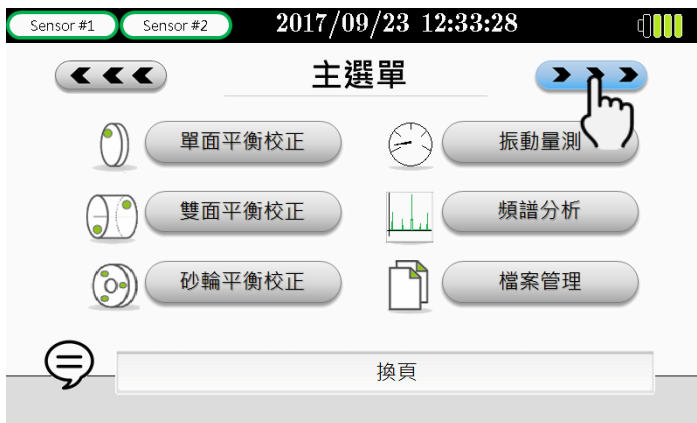 Sensor #1 Sensor #2 2017/09/23 12:33:28
主選單
單面平衡校正 振動量測
雙面平衡校正 頻譜分析
砂輪平衡校正 檔案管理
換頁